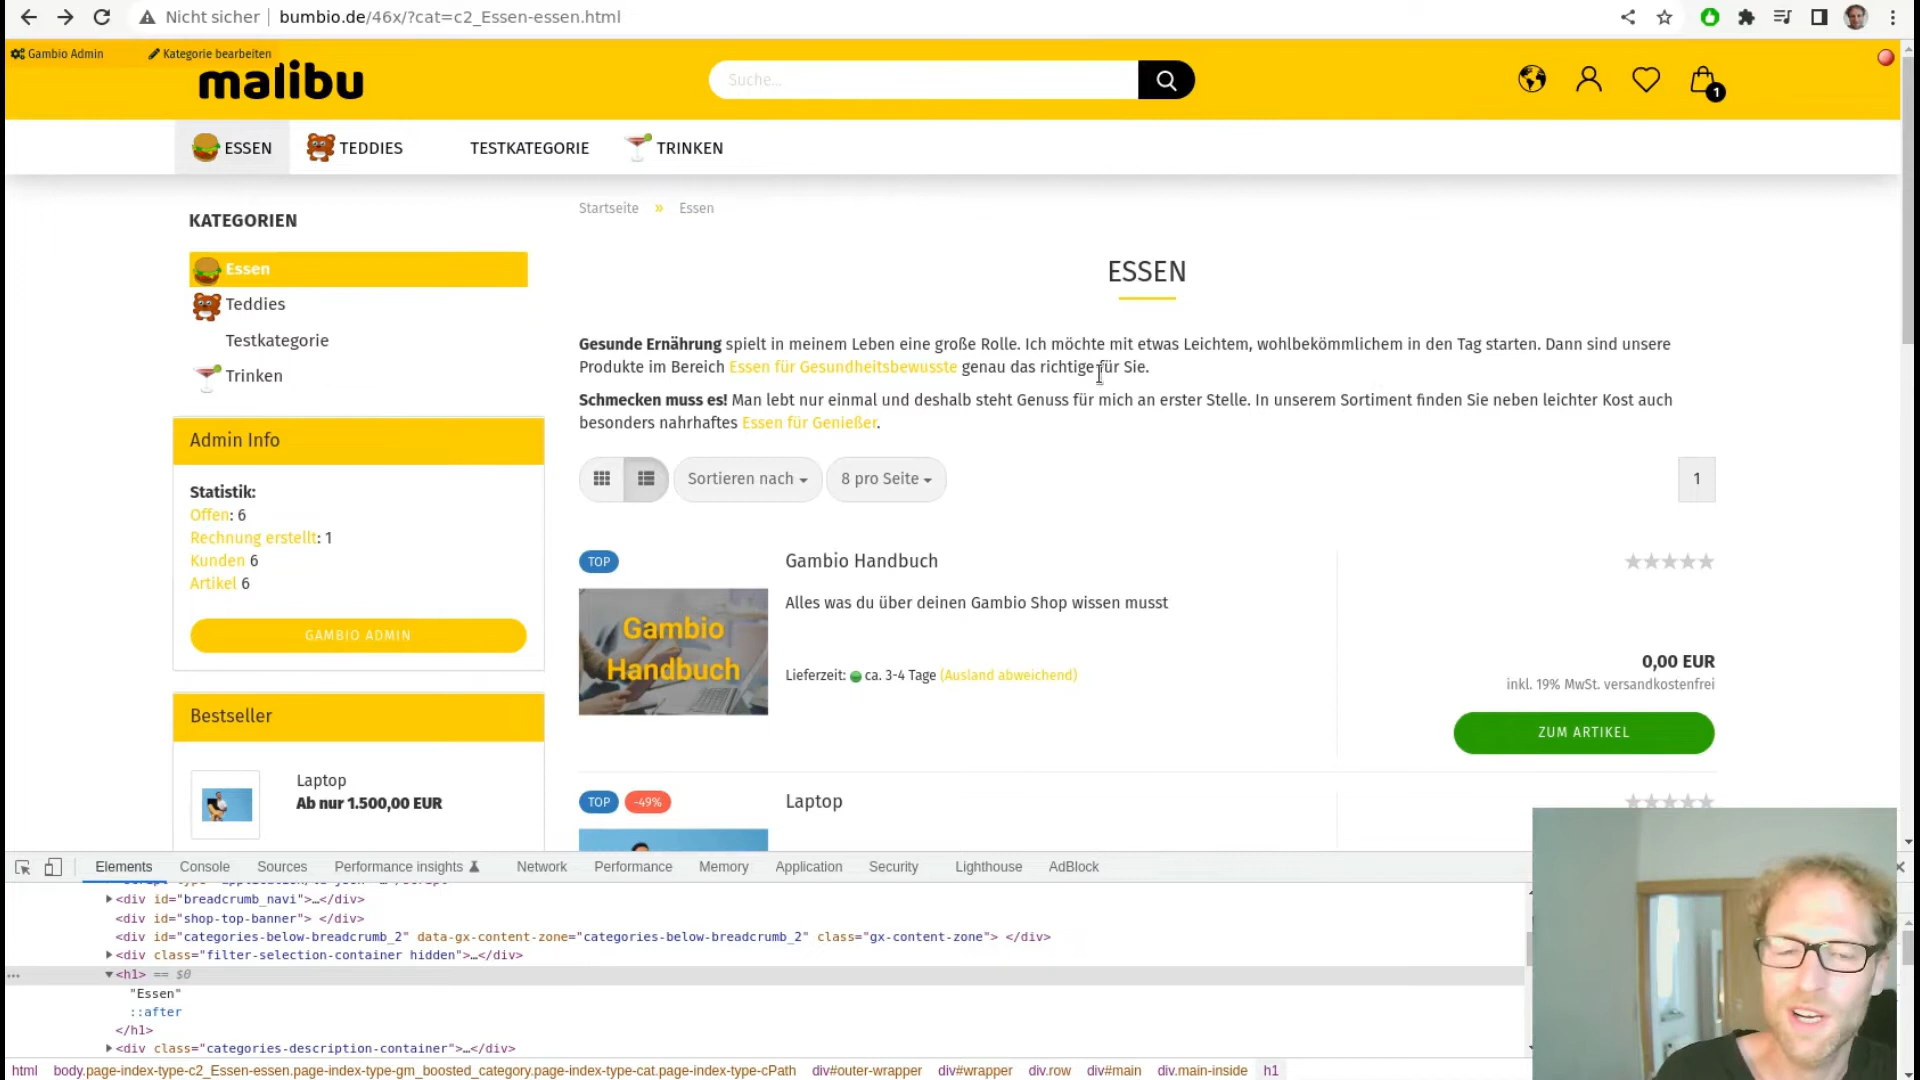 Nicht sicher bumbio.de/46x/?cat=c2_Essen-essen.html
Gambio Admin Kategorie bearbeiten
malibu
Suche...
1
ESSEN TEDDIES TESTKATEGORIE TRINKEN
KATEGORIEN
Essen
Teddies
Testkategorie
Trinken
Admin Info
Statistik:
Offen: 6
Rechnung erstellt: 1
Kunden 6
Artikel 6
GAMBIO ADMIN
Bestseller
Laptop
Ab nur 1.500,00 EUR
Startseite » Essen
ESSEN
Gesunde Ernährung spielt in meinem Leben eine große Rolle. Ich möchte mit etwas Leichtem, wohlbekömmlichem in den Tag starten. Dann sind unsere
Produkte im Bereich Essen für Gesundheitsbewusste genau das richtige für Sie.
Schmecken muss es! Man lebt nur einmal und deshalb steht Genuss für mich an erster Stelle. In unserem Sortiment finden Sie neben leichter Kost auch
besonders nahrhaftes Essen für Genießer.
Sortieren nach 8 pro Seite 1
TOP
Gambio Handbuch
Gambio
Handbuch
Alles was du über deinen Gambio Shop wissen musst
Lieferzeit: ca. 3-4 Tage (Ausland abweichend)
0,00 EUR
inkl. 19% MwSt. versandkostenfrei
ZUM ARTIKEL
TOP -49% Laptop
Elements Console Sources Performance insights Network Performance Memory Application Security Lighthouse AdBlock
<div id="breadcrumb_navi">…</div>
<div id="shop-top-banner"> </div>
<div id="categories-below-breadcrumb_2" data-gx-content-zone="categories-below-breadcrumb_2" class="gx-content-zone"> </div>
<div class="filter-selection-container hidden">…</div>
<h1> == $0
"Essen"
::after
</h1>
<div class="categories-description-container">…</div>
html body.page-index-type-c2_Essen-essen.page-index-type-gm_boosted_category.page-index-type-cat.page-index-type-cPath div#outer-wrapper div#wrapper div.row div#main div.main-inside h1